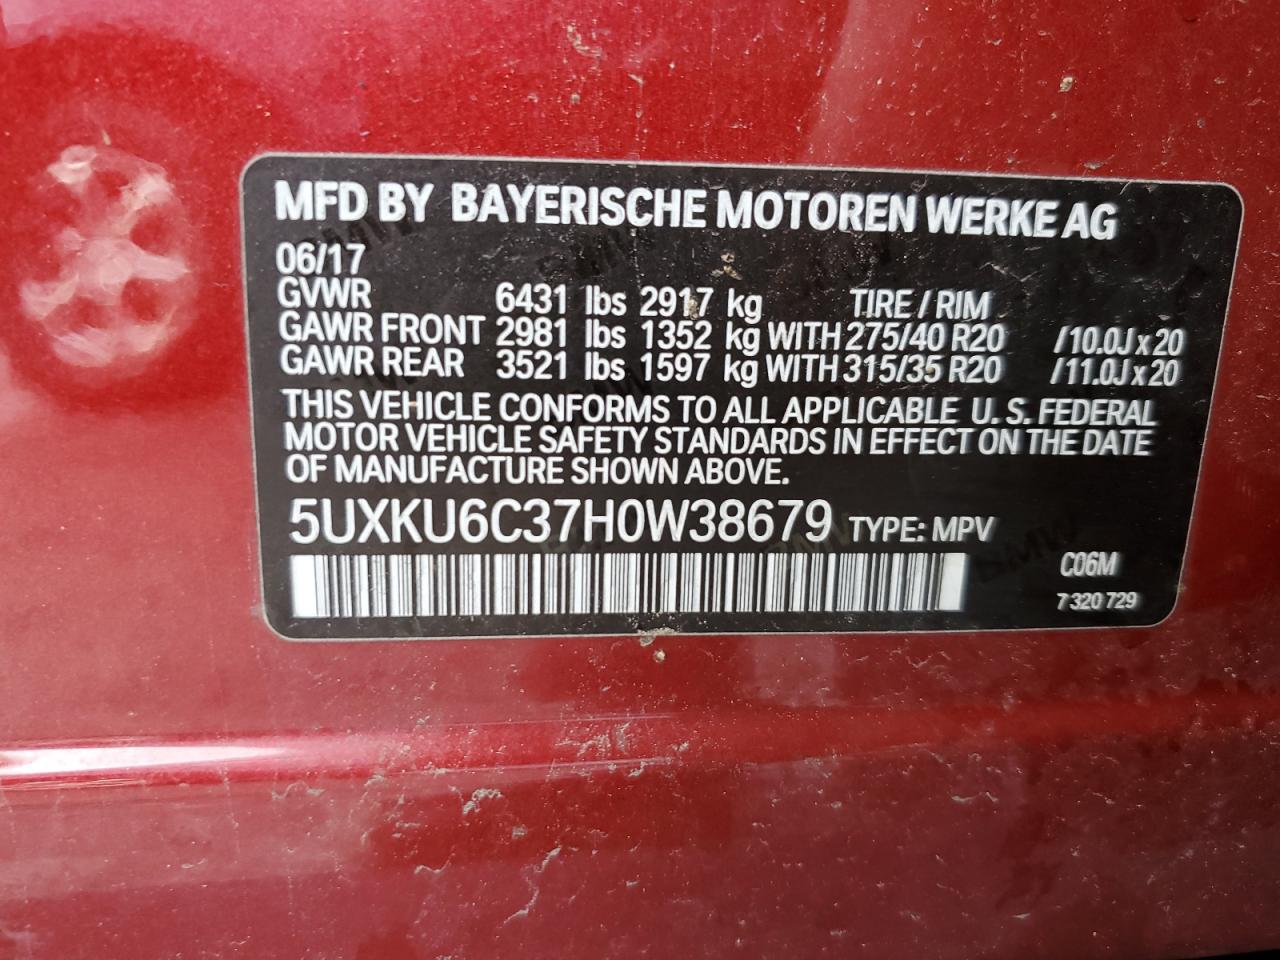 MFD BY BAYERISCHE MOTOREN WERKE AG
06/17
GVWR 6431 lbs 2917 kg TIRE / RIM
GAWR FRONT 2981 lbs 1352 kg WITH 275/40 R20 /10.0J x 20
GAWR REAR 3521 lbs 1597 kg WITH 315/35 R20 /11.0J x 20
THIS VEHICLE CONFORMS TO ALL APPLICABLE U. S. FEDERAL
MOTOR VEHICLE SAFETY STANDARDS IN EFFECT ON THE DATE
OF MANUFACTURE SHOWN ABOVE.
5UXKU6C37H0W38679 TYPE: MPV
C06M
7 320 729